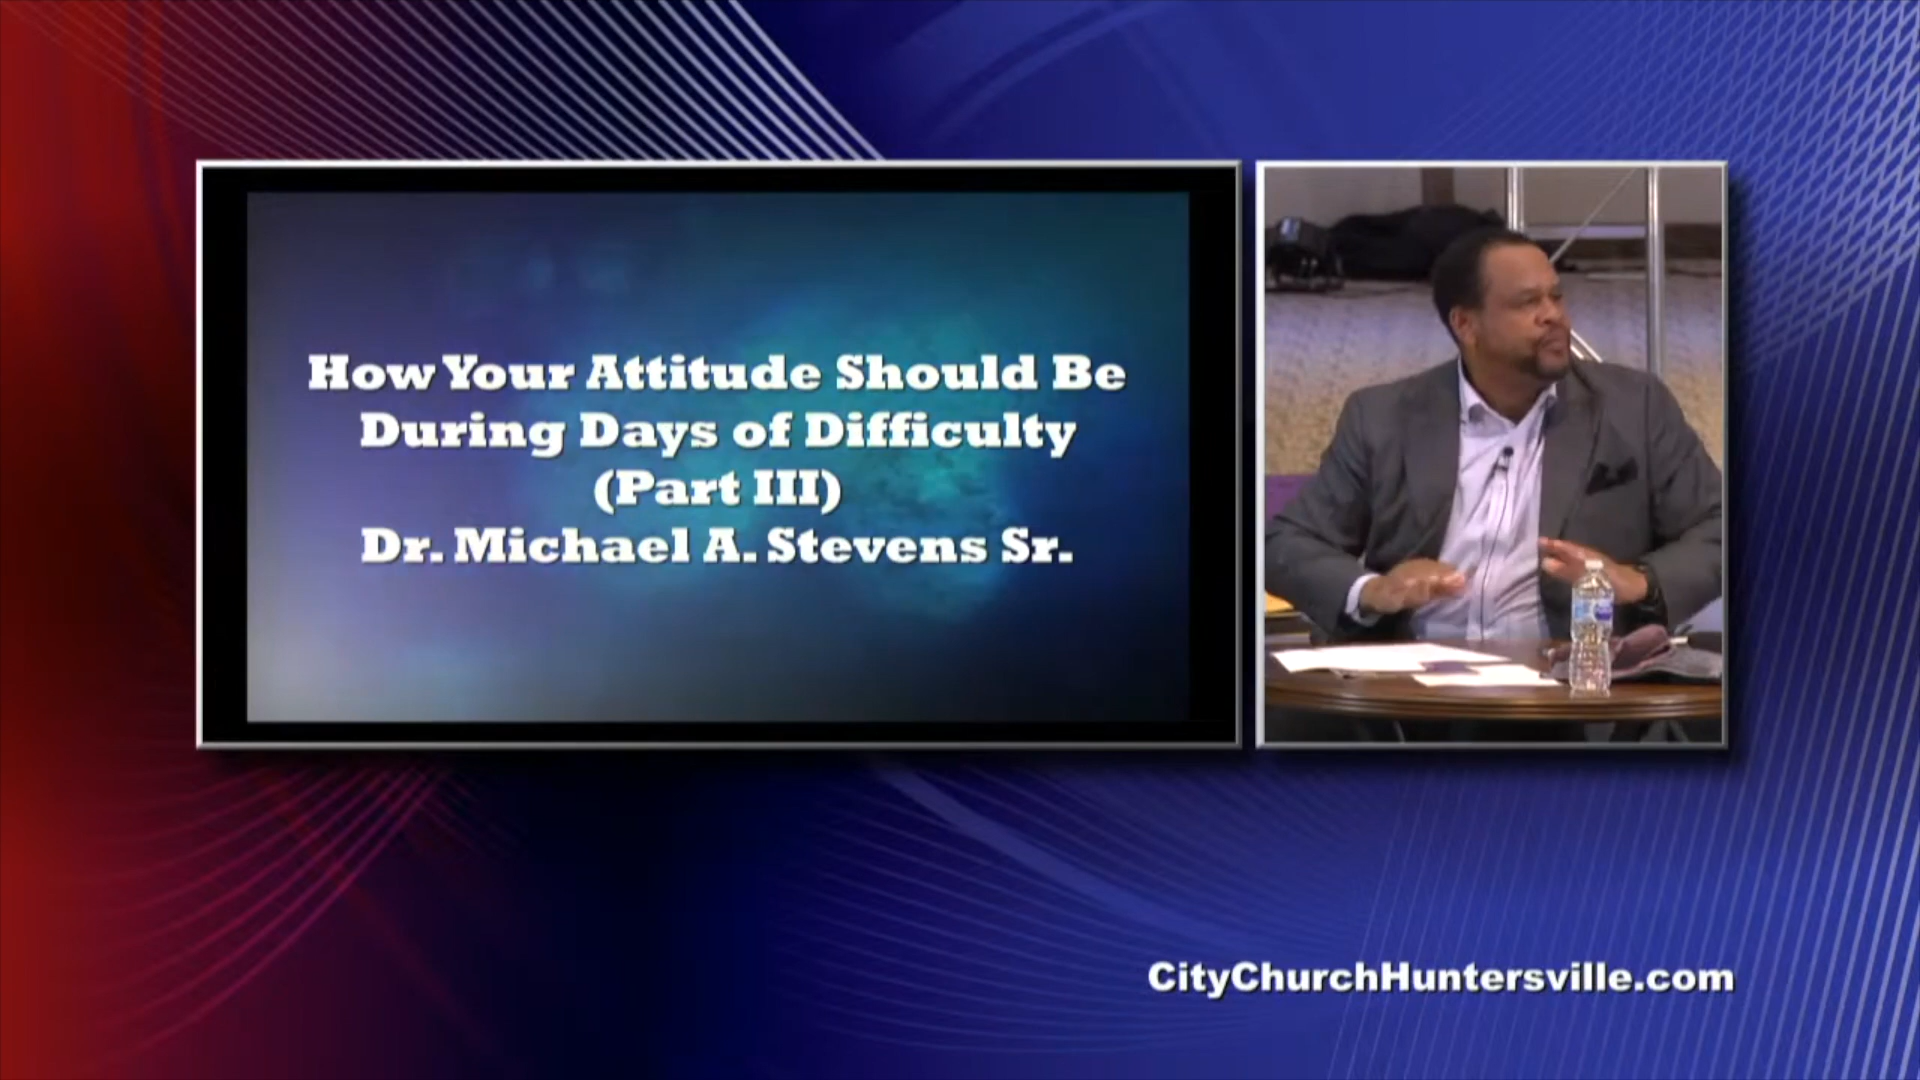 How Your Attitude Should Be
During Days of Difficulty
(Part III)
Dr. Michael A. Stevens Sr.
CityChurchHuntersville.com